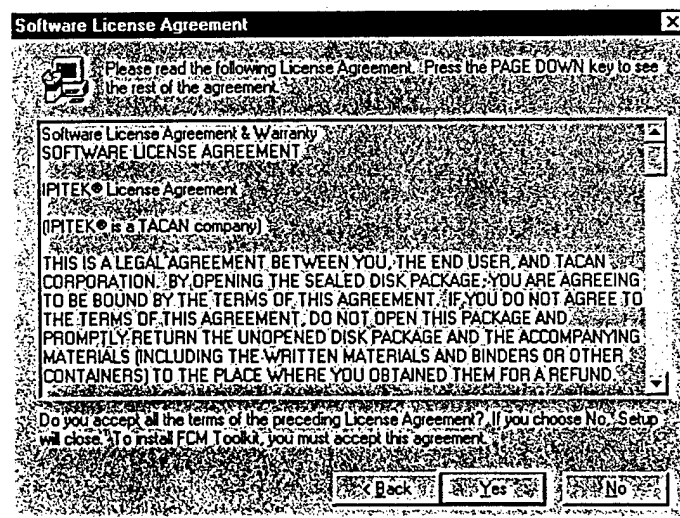 Software License Agreement
Please read the following License Agreement. Press the PAGE DOWN key to see
the rest of the agreement.
Software License Agreement & Warranty
SOFTWARE LICENSE AGREEMENT
IPITEK® License Agreement
(IPITEK® is a TACAN company)
THIS IS A LEGAL AGREEMENT BETWEEN YOU, THE END USER, AND TACAN
CORPORATION. BY OPENING THE SEALED DISK PACKAGE, YOU ARE AGREEING
TO BE BOUND BY THE TERMS OF THIS AGREEMENT. IF YOU DO NOT AGREE TO
THE TERMS OF THIS AGREEMENT, DO NOT OPEN THIS PACKAGE AND
PROMPTLY RETURN THE UNOPENED DISK PACKAGE AND THE ACCOMPANYING
MATERIALS (INCLUDING THE WRITTEN MATERIALS AND BINDERS OR OTHER
CONTAINERS) TO THE PLACE WHERE YOU OBTAINED THEM FOR A REFUND.
Do you accept all the terms of the preceding License Agreement? If you choose No, Setup
will close. To install FCM Toolkit, you must accept this agreement.
< Back
Yes
No